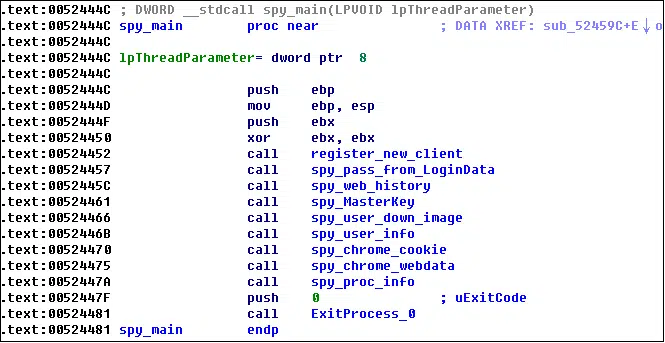 .text:0052444C ; DWORD __stdcall spy_main(LPVOID lpThreadParameter)
.text:0052444C spy_main proc near ; DATA XREF: sub_52459C+E↓o
.text:0052444C
.text:0052444C lpThreadParameter= dword ptr 8
.text:0052444C
.text:0052444C push ebp
.text:0052444D mov ebp, esp
.text:0052444F push ebx
.text:00524450 xor ebx, ebx
.text:00524452 call register_new_client
.text:00524457 call spy_pass_from_LoginData
.text:0052445C call spy_web_history
.text:00524461 call spy_MasterKey
.text:00524466 call spy_user_down_image
.text:0052446B call spy_user_info
.text:00524470 call spy_chrome_cookie
.text:00524475 call spy_chrome_webdata
.text:0052447A call spy_proc_info
.text:0052447F push 0 ; uExitCode
.text:00524481 call ExitProcess_0
.text:00524481 spy_main endp